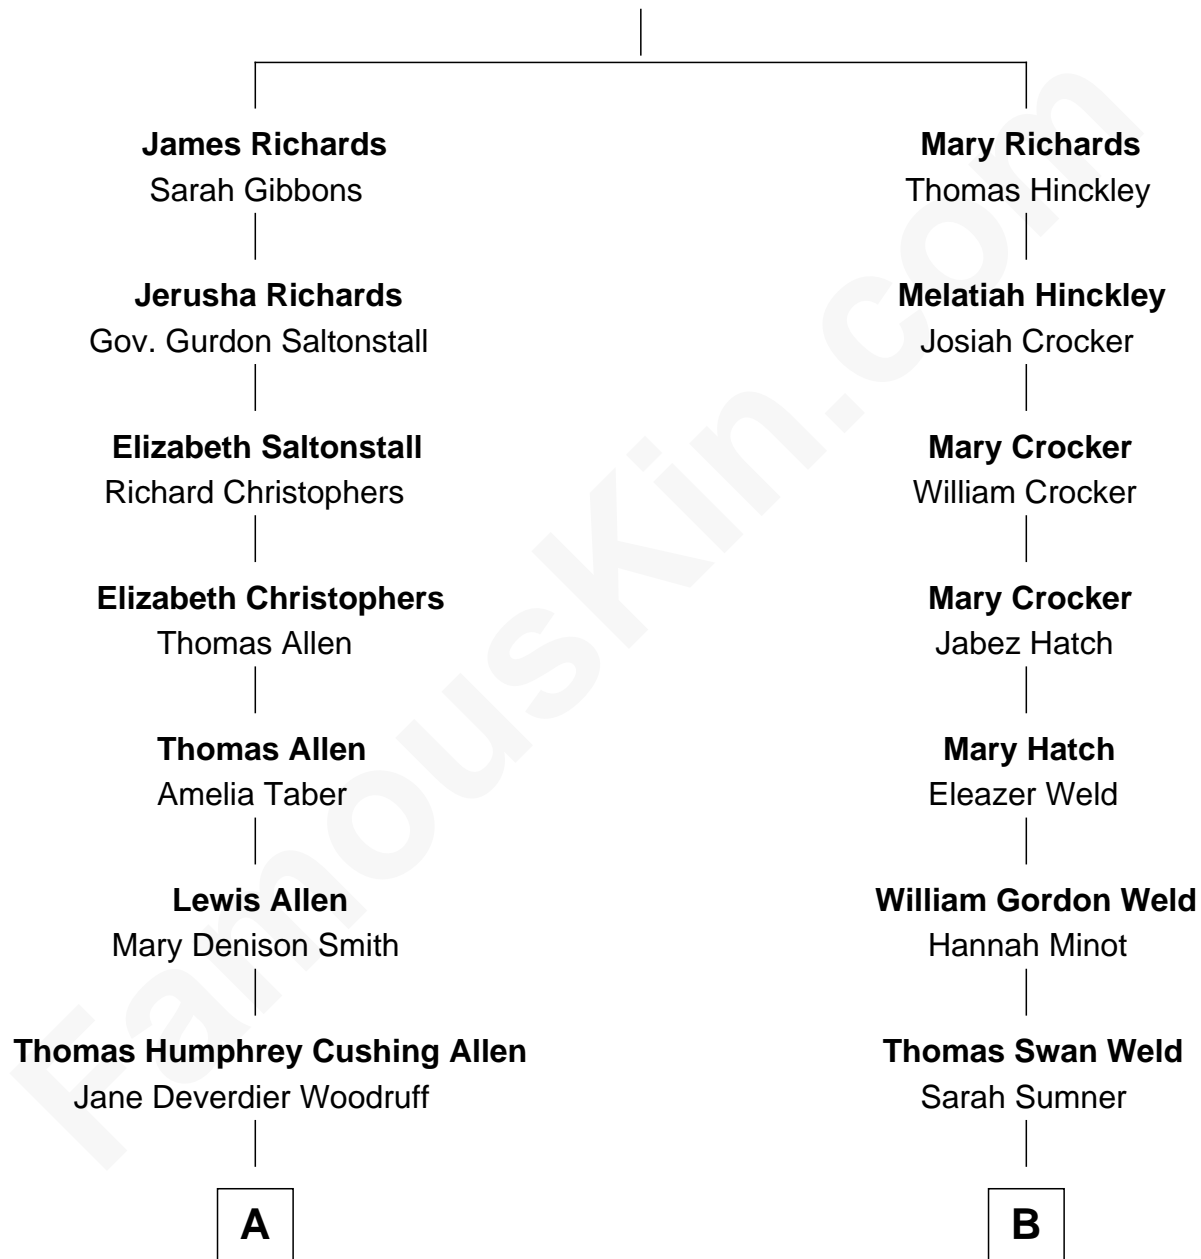 James Richards
Sarah Gibbons
Jerusha Richards
Gov. Gurdon Saltonstall
Elizabeth Saltonstall
Richard Christophers
Elizabeth Christophers
Thomas Allen
Thomas Allen
Amelia Taber
Lewis Allen
Mary Denison Smith
Thomas Humphrey Cushing Allen
Jane Deverdier Woodruff
A
Mary Richards
Thomas Hinckley
Melatiah Hinckley
Josiah Crocker
Mary Crocker
William Crocker
Mary Crocker
Jabez Hatch
Mary Hatch
Eleazer Weld
William Gordon Weld
Hannah Minot
Thomas Swan Weld
Sarah Sumner
B
FamousKin.com